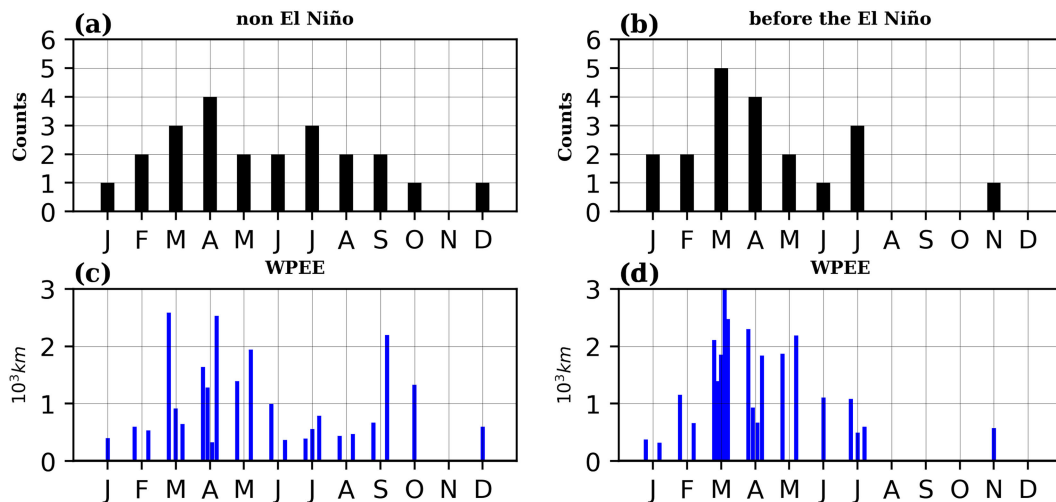 (a) non El Niño
6
5
4
3
2
1
0
Counts
J F M A M J J A S O N D
(b) before the El Niño
6
5
4
3
2
1
0
Counts
J F M A M J J A S O N D
(c) WPEE
3
2
1
0
10³km
J F M A M J J A S O N D
(d) WPEE
3
2
1
0
10³km
J F M A M J J A S O N D